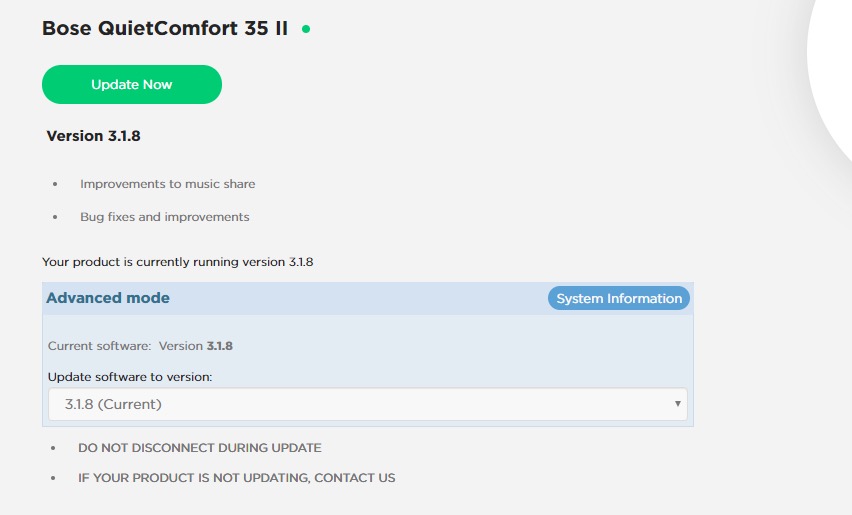 Bose QuietComfort 35 II
Update Now
Version 3.1.8
• Improvements to music share
• Bug fixes and improvements
Your product is currently running version 3.1.8
Advanced mode System Information
Current software: Version 3.1.8
Update software to version:
3.1.8 (Current)
• DO NOT DISCONNECT DURING UPDATE
• IF YOUR PRODUCT IS NOT UPDATING, CONTACT US